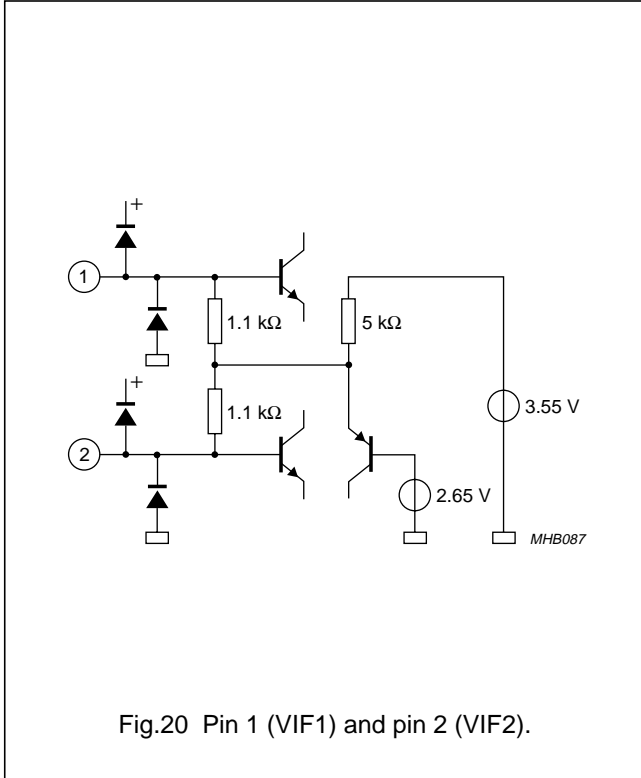 +
1
1.1 kΩ
5 kΩ
+
1.1 kΩ
3.55 V
2
2.65 V
MHB087
Fig.20 Pin 1 (VIF1) and pin 2 (VIF2).